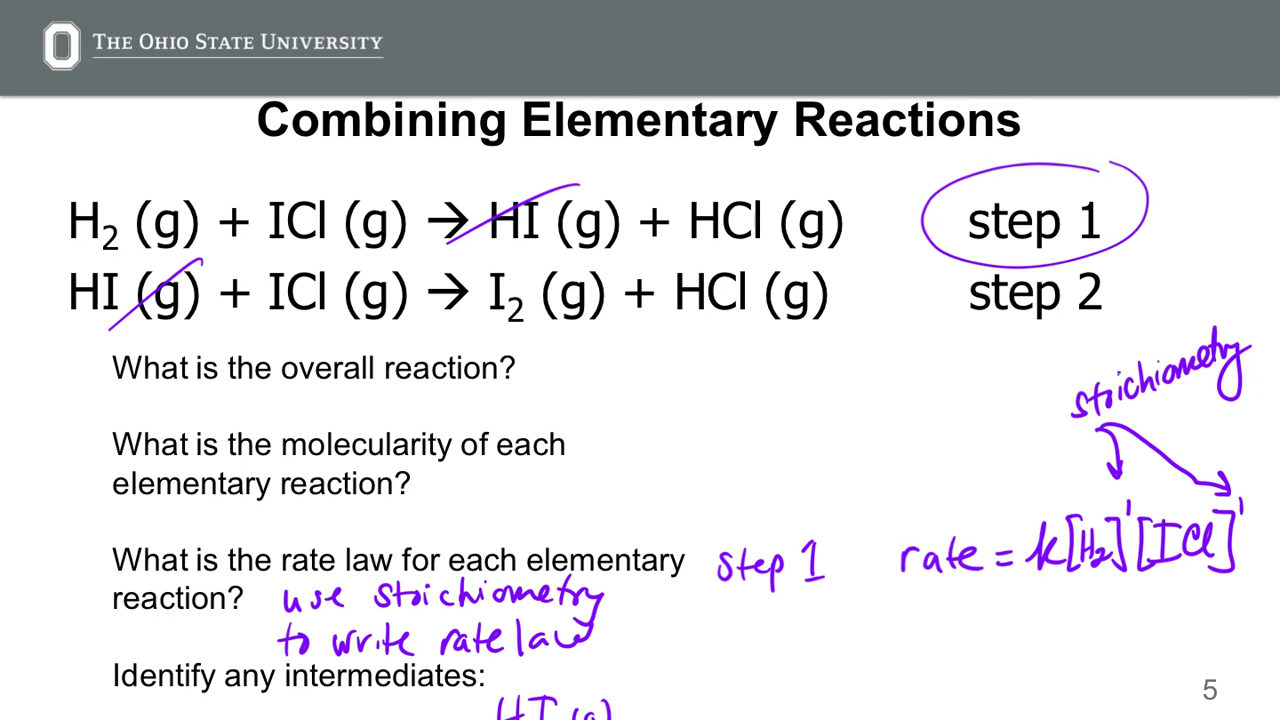 THE OHIO STATE UNIVERSITY
Combining Elementary Reactions
H₂ (g) + ICl (g) → HI (g) + HCl (g) step 1
HI (g) + ICl (g) → I₂ (g) + HCl (g) step 2
What is the overall reaction?
stoichiometry
What is the molecularity of each
elementary reaction?
What is the rate law for each elementary
reaction?
step 1 rate = k[H₂]¹[ICl]¹
use stoichiometry
to write rate law
Identify any intermediates:
HI (g)
5